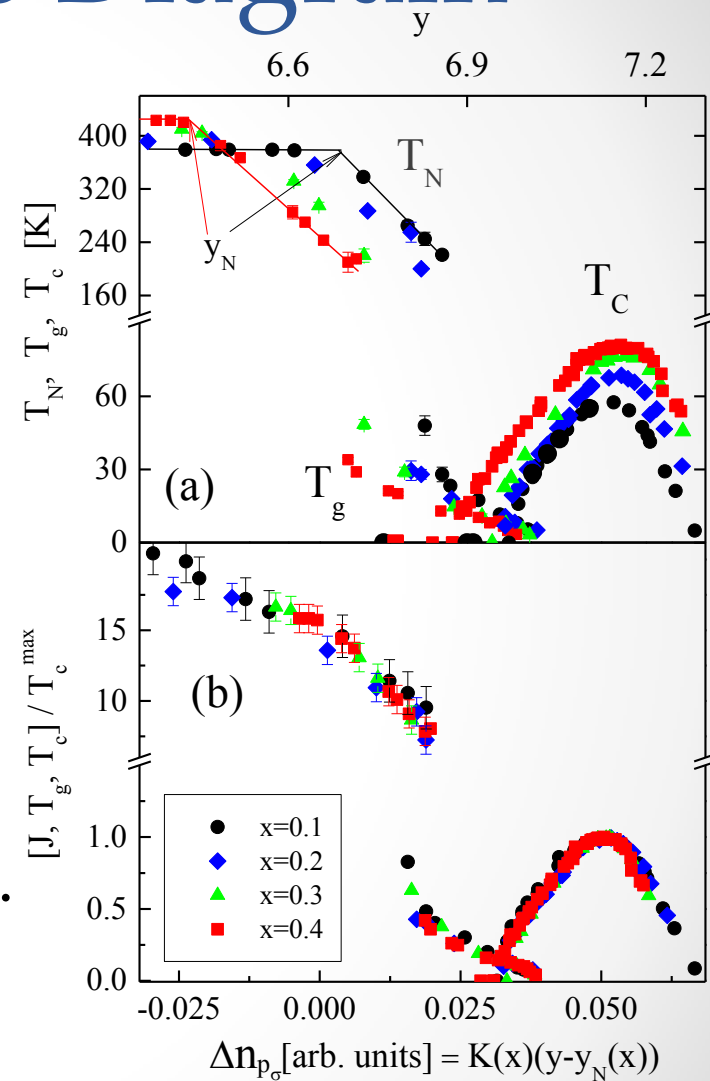 Diagram
y
6.6 6.9 7.2
T_N, T_g, T_c [K]
400
320
240
160
60
30
0
T_N
y_N
T_C
T_g
(a)
[J, T_g, T_c] / T_c^max
15
10
1.0
0.5
0.0
(b)
x=0.1
x=0.2
x=0.3
x=0.4
-0.025 0.000 0.025 0.050
Δn_pσ [arb. units] = K(x)(y-y_N(x))